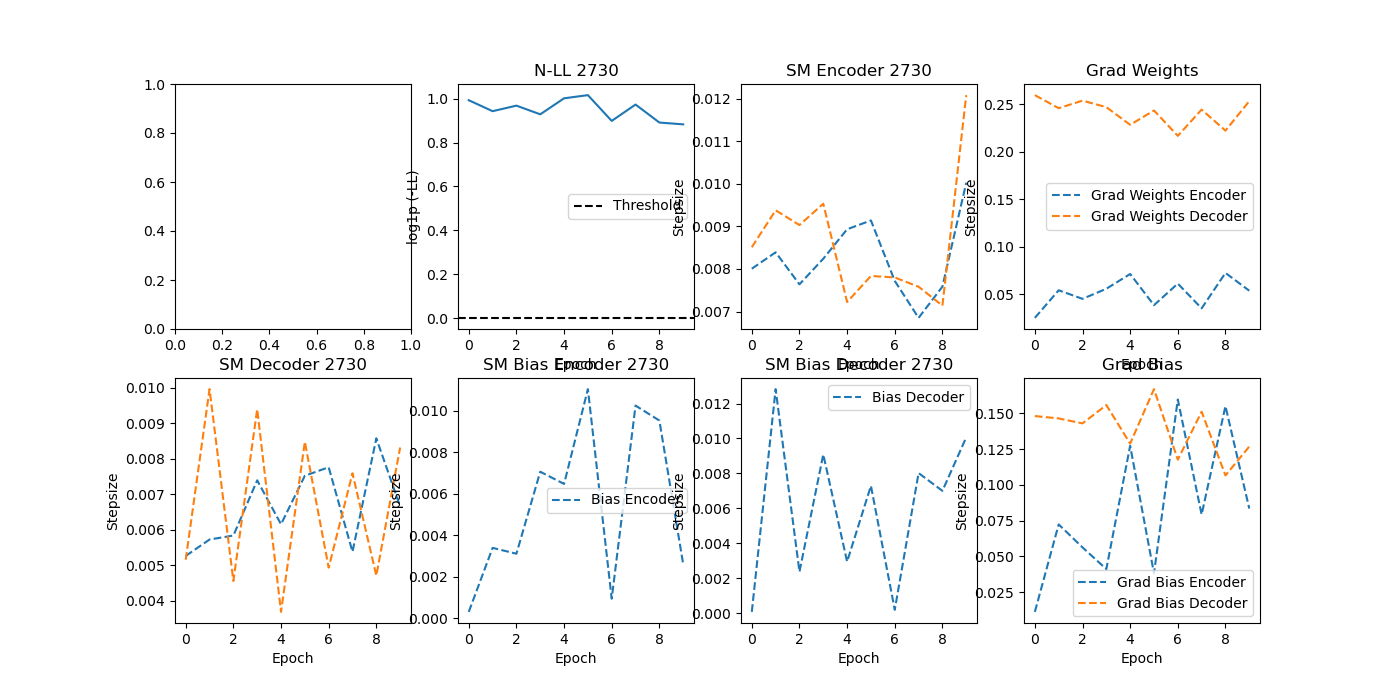 N-LL 2730
SM Encoder 2730
Grad Weights
1.0
0.8
0.6
0.4
0.2
0.0
0.0 0.2 0.4 0.6 0.8 1.0
log1p (-LL)
1.0
0.8
0.6
0.4
0.2
0.0
Threshold
0 2 4 6 8
Epoch
Stepsize
0.012
0.011
0.010
0.009
0.008
0.007
0 2 4 6 8
Epoch
Stepsize
0.25
0.20
0.15
0.10
0.05
Grad Weights Encoder
Grad Weights Decoder
0 2 4 6 8
Epoch
SM Decoder 2730
SM Bias Encoder 2730
SM Bias Decoder 2730
Grad Bias
Stepsize
0.010
0.009
0.008
0.007
0.006
0.005
0.004
0 2 4 6 8
Epoch
Stepsize
0.010
0.008
0.006
0.004
0.002
0.000
Bias Encoder
0 2 4 6 8
Epoch
Stepsize
0.012
0.010
0.008
0.006
0.004
0.002
0.000
Bias Decoder
0 2 4 6 8
Epoch
Stepsize
0.150
0.125
0.100
0.075
0.050
0.025
Grad Bias Encoder
Grad Bias Decoder
0 2 4 6 8
Epoch